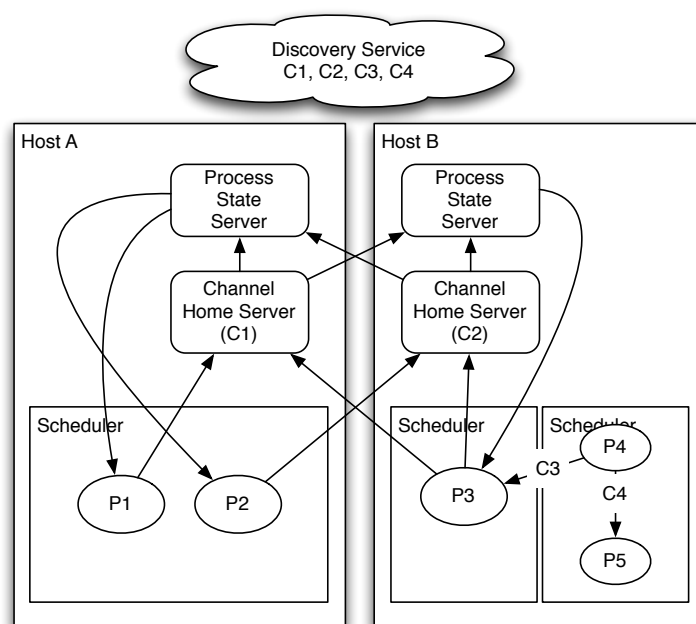 Discovery Service
C1, C2, C3, C4
Host A
Process
State
Server
Channel
Home Server
(C1)
Scheduler
P1
P2
Host B
Process
State
Server
Channel
Home Server
(C2)
Scheduler
P3
Scheduler
P4
C3
C4
P5